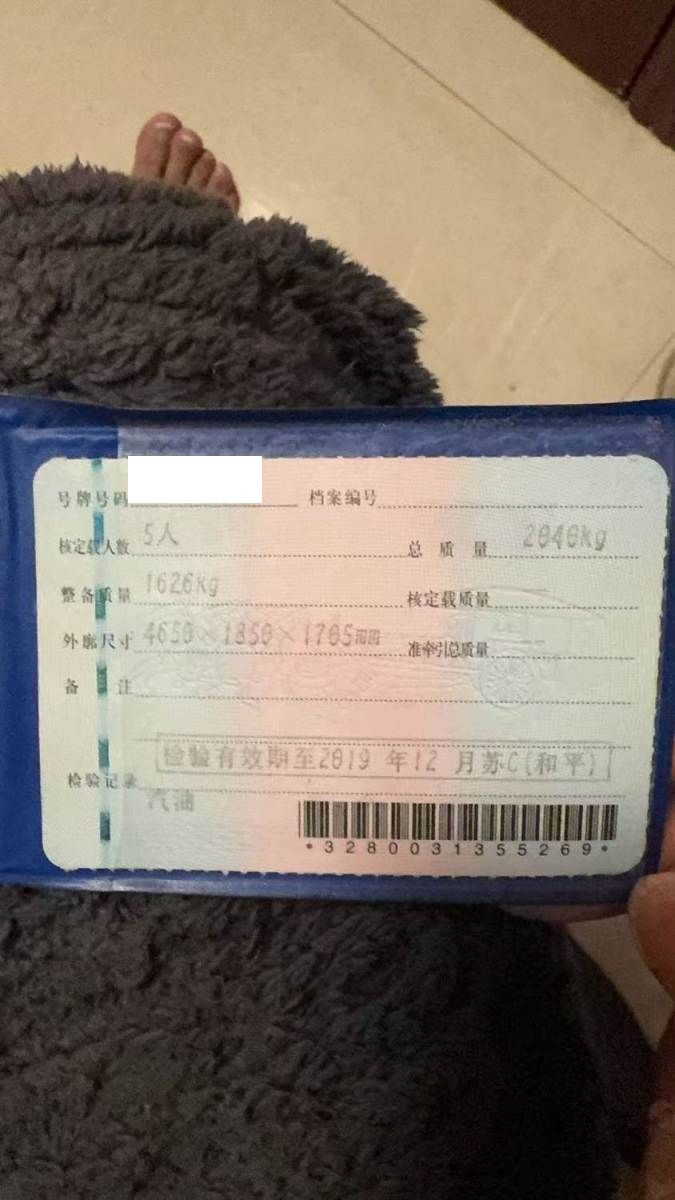 号牌号码 档案编号
核定载人数 5人 总质量 2040kg
整备质量 1626kg 核定载质量
外廓尺寸 4650×1850×1705mm 准牵引总质量
备注
检验有效期至2019年12月苏C(和平)
检验记录
汽油
*3280031355269*